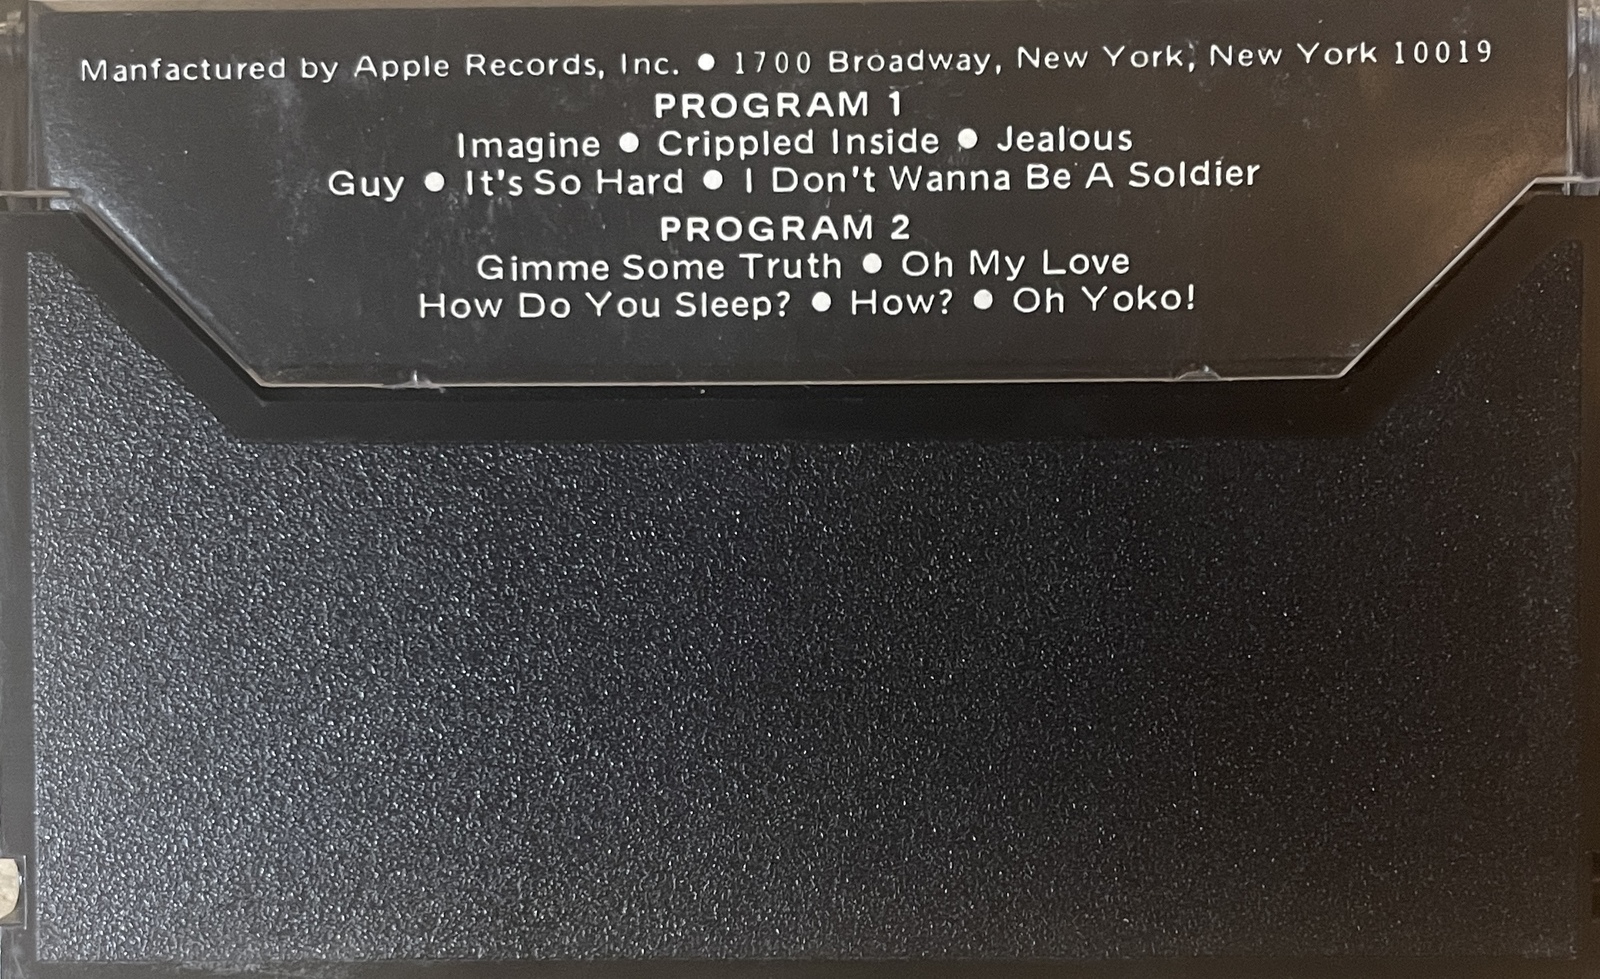 Manfactured by Apple Records, Inc. ● 1700 Broadway, New York, New York 10019
PROGRAM 1
Imagine ● Crippled Inside ● Jealous
Guy ● It's So Hard ● I Don't Wanna Be A Soldier
PROGRAM 2
Gimme Some Truth ● Oh My Love
How Do You Sleep? ● How? ● Oh Yoko!